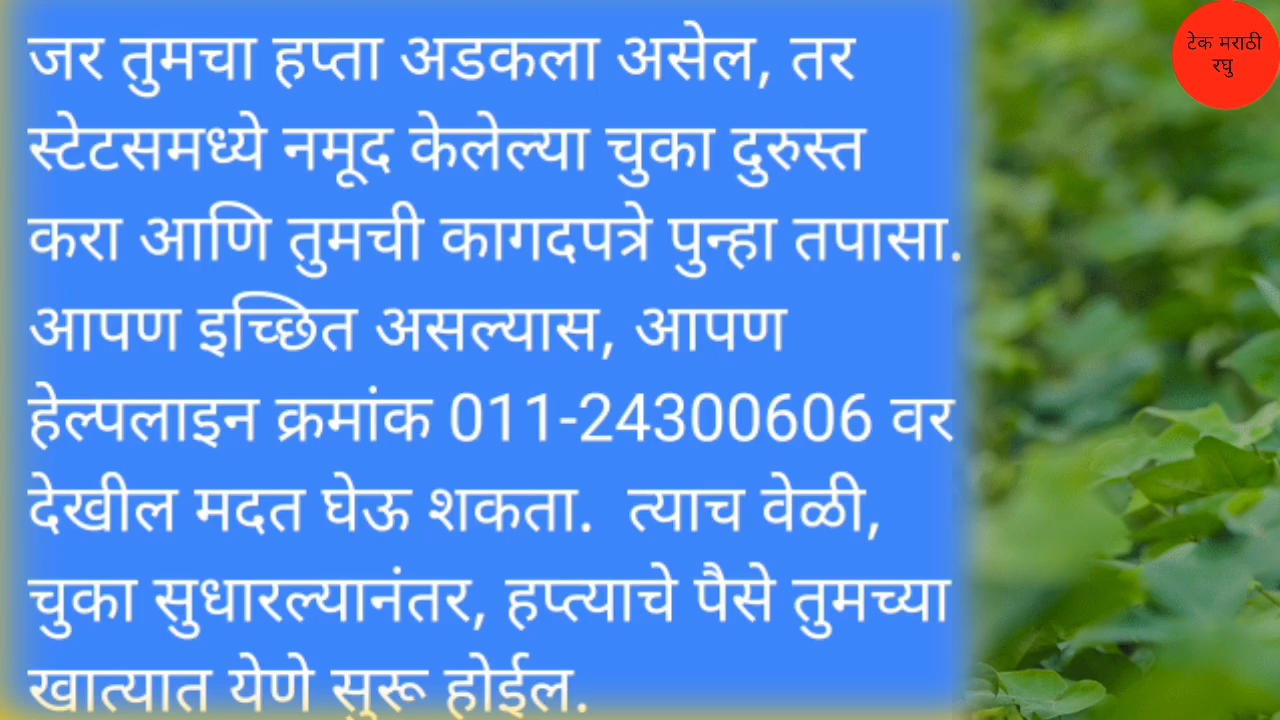 जर तुमचा हप्ता अडकला असेल, तर
स्टेटसमध्ये नमूद केलेल्या चुका दुरुस्त
करा आणि तुमची कागदपत्रे पुन्हा तपासा.
आपण इच्छित असल्यास, आपण
हेल्पलाइन क्रमांक 011-24300606 वर
देखील मदत घेऊ शकता. त्याच वेळी,
चुका सुधारल्यानंतर, हप्त्याचे पैसे तुमच्या
खात्यात येणे सुरू होईल.
टेक मराठी
रघु